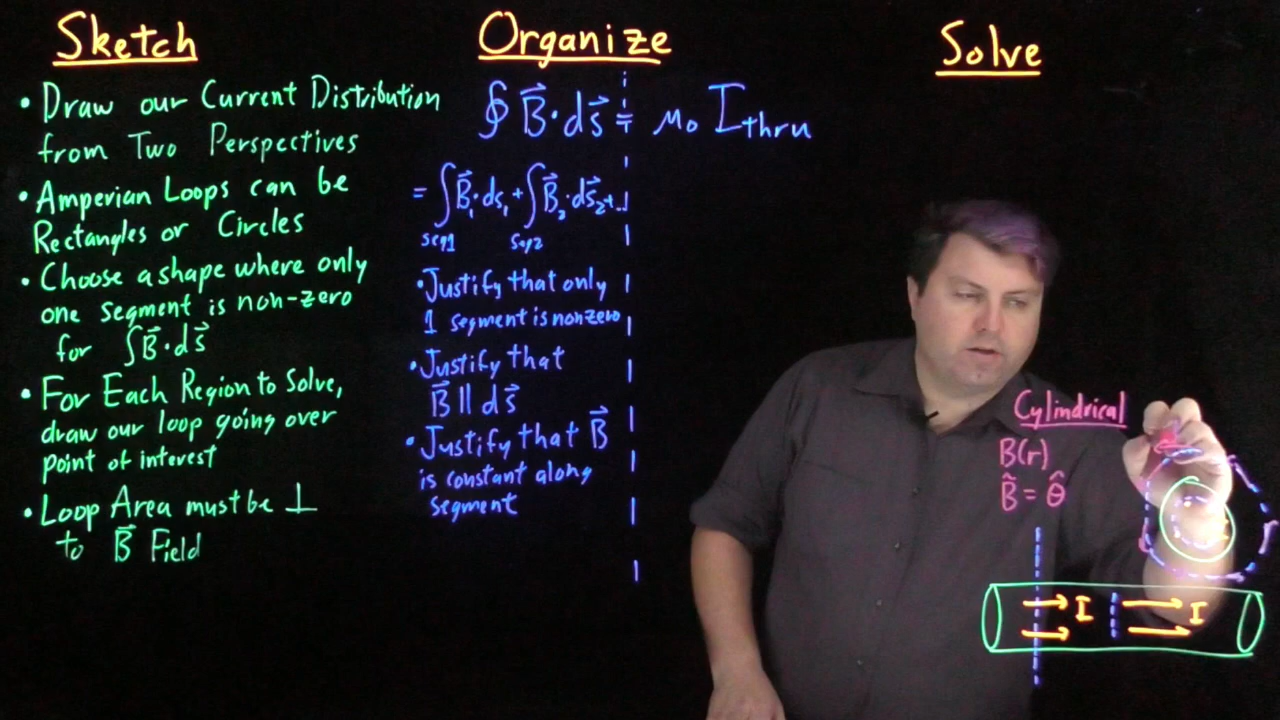 Sketch
• Draw our Current Distribution
from Two Perspectives
• Amperian Loops can be
Rectangles or Circles
• Choose a shape where only
one segment is non-zero
for ∫B⃗·ds⃗
• For Each Region to Solve,
draw our loop going over
point of interest
• Loop Area must be ⊥
to B⃗ Field
Organize
∮ B⃗·ds⃗ = μ₀ I thru
= ∫B⃗₁·ds₁ + ∫B⃗₂·ds⃗₂+..
seg1 seg2
• Justify that only
1 segment is nonzero
• Justify that
B⃗ || ds⃗
• Justify that B⃗
is constant along
segment
Solve
Cylindrical
B(r)
B̂ = θ̂
I I